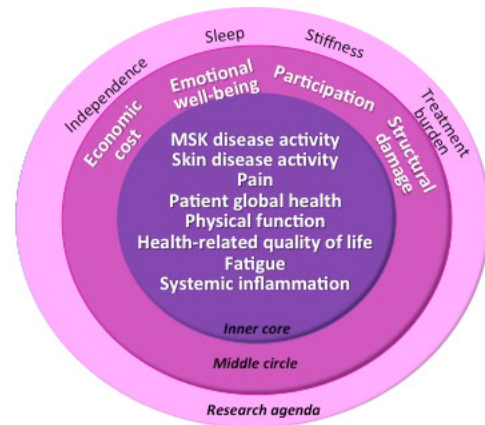 Independence
Sleep
Stiffness
Treatment
burden
Economic
cost
Emotional
well-being
Participation
Structural
damage
MSK disease activity
Skin disease activity
Pain
Patient global health
Physical function
Health-related quality of life
Fatigue
Systemic inflammation
Inner core
Middle circle
Research agenda